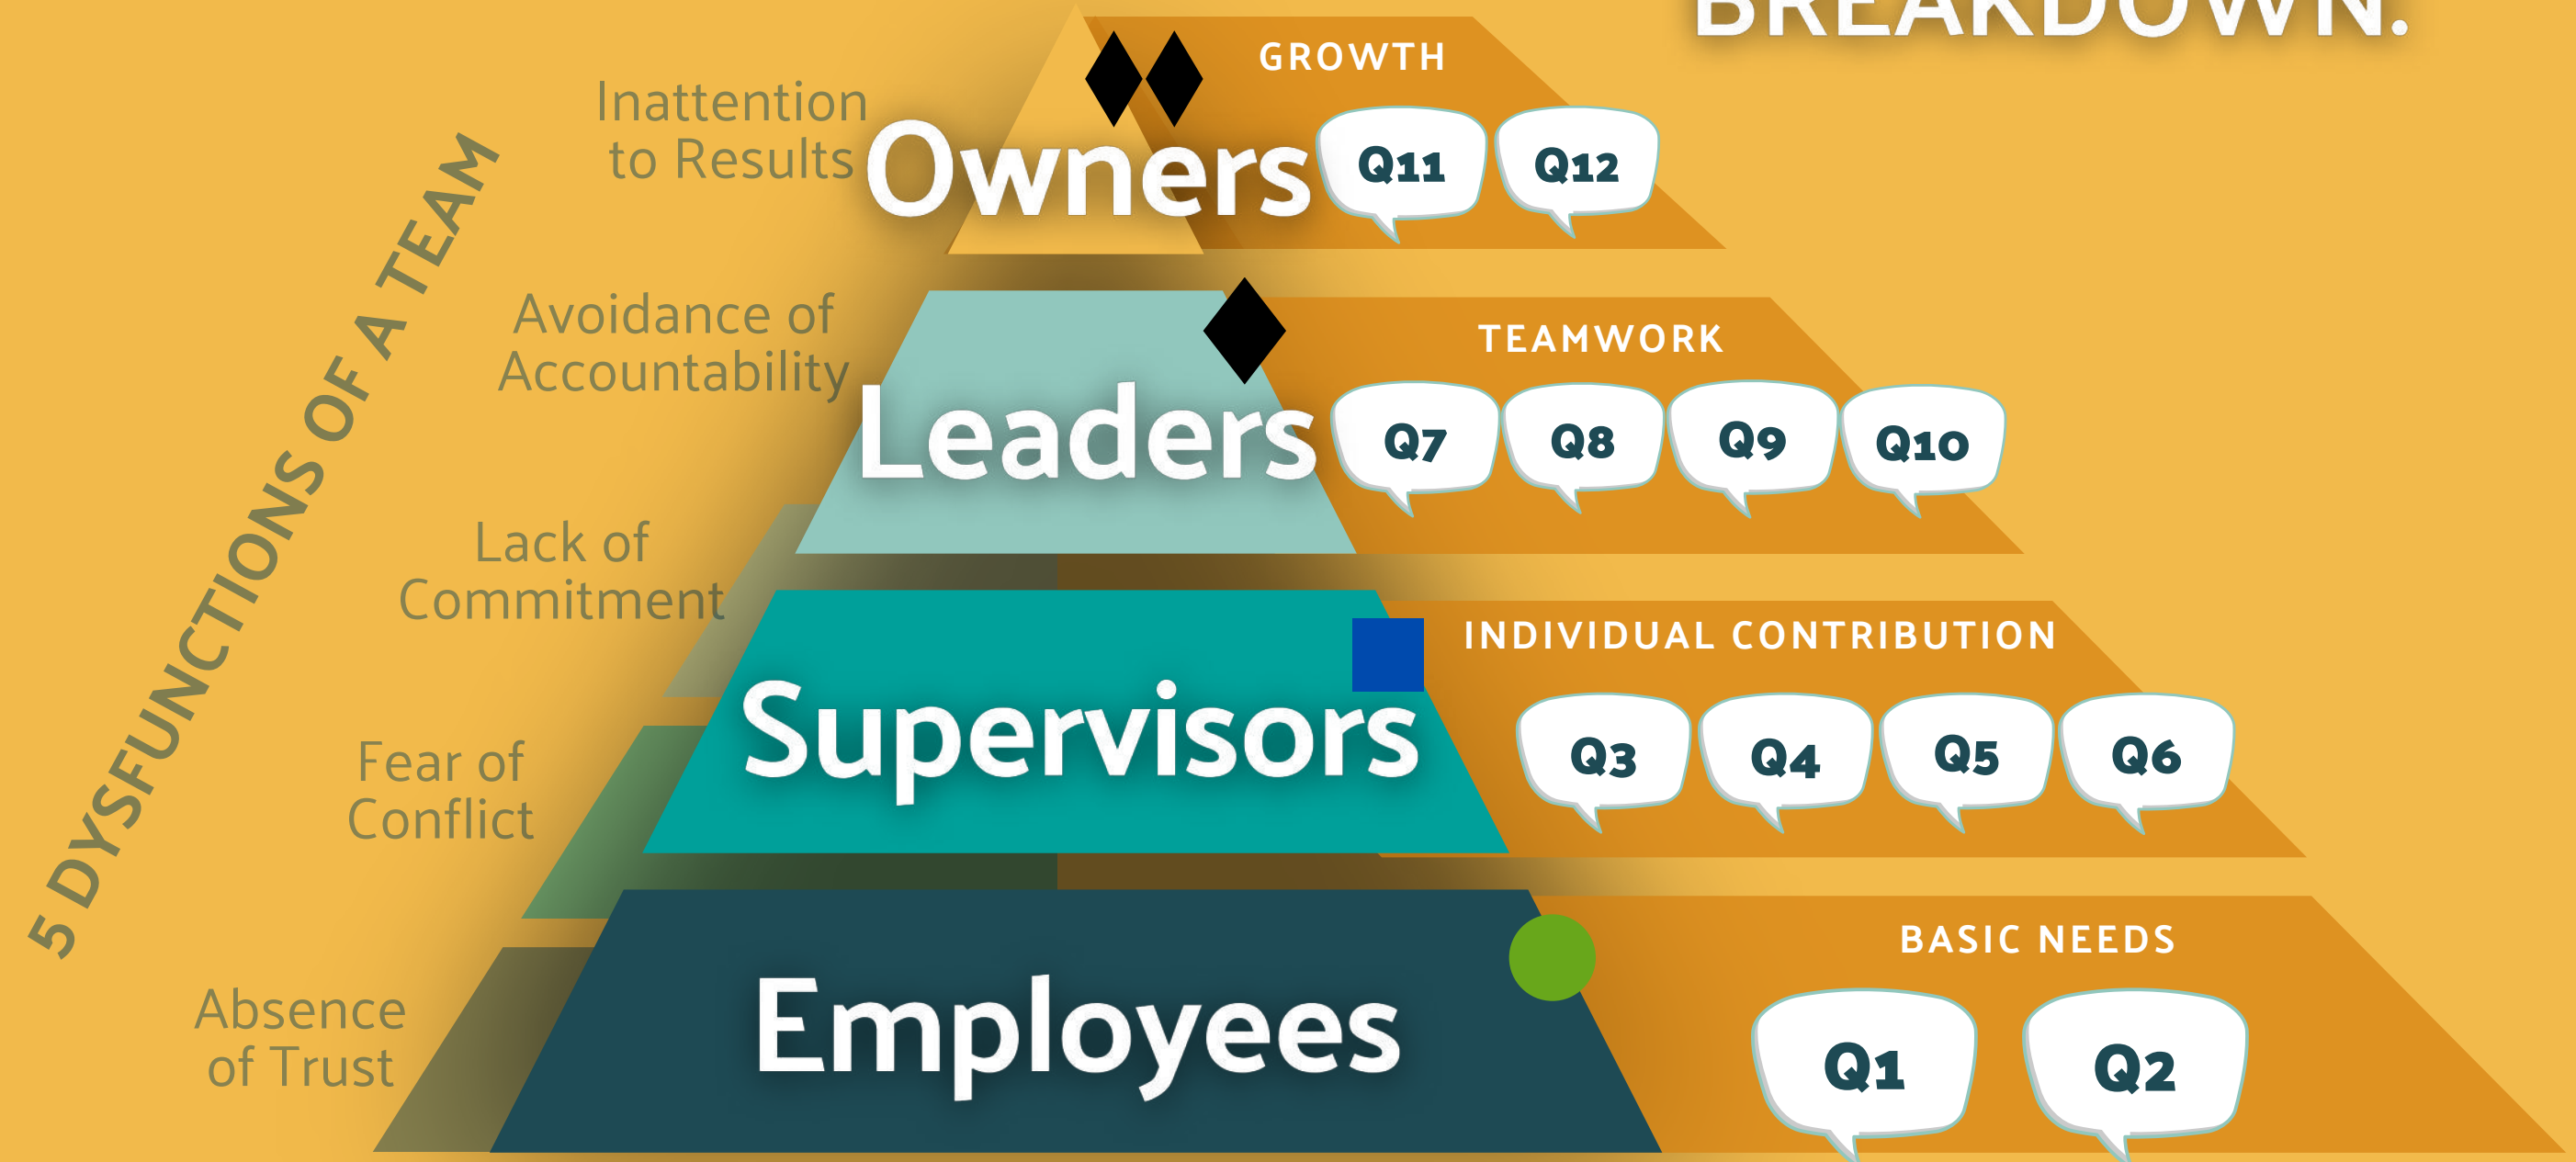 BREAKDOWN.
5 DYSFUNCTIONS OF A TEAM
Inattention
to Results
Owners
GROWTH
Q11 Q12
Avoidance of
Accountability
Leaders
TEAMWORK
Q7 Q8 Q9 Q10
Lack of
Commitment
Supervisors
INDIVIDUAL CONTRIBUTION
Q3 Q4 Q5 Q6
Fear of
Conflict
Employees
BASIC NEEDS
Q1 Q2
Absence
of Trust